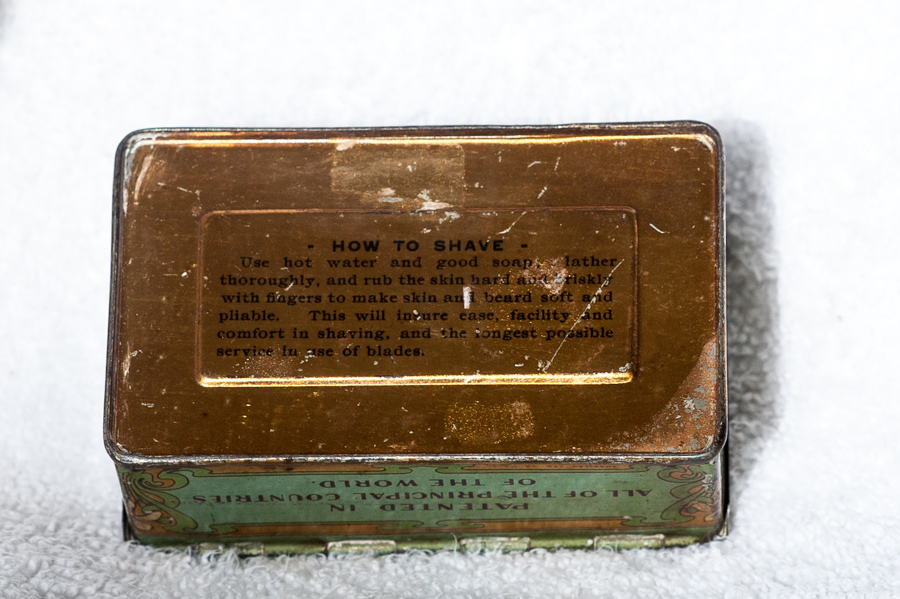 - HOW TO SHAVE -
Use hot water and good soap, lather
thoroughly, and rub the skin hard and briskly
with fingers to make skin and beard soft and
pliable. This will insure ease, facility and
comfort in shaving, and the longest possible
service in use of blades.
PATENTED IN
ALL OF THE PRINCIPAL COUNTRIES
OF THE WORLD.